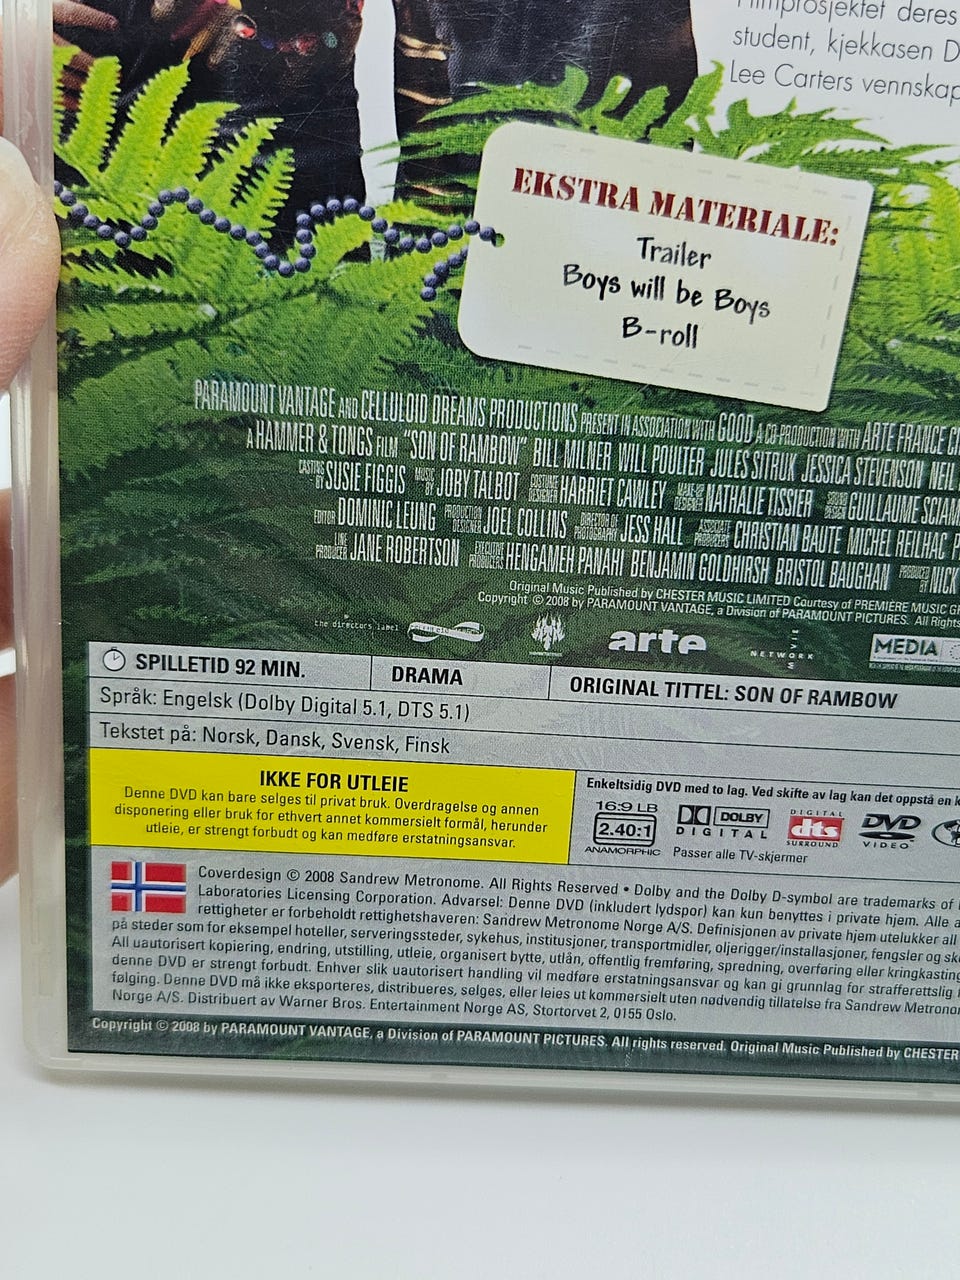 deres
student, kjekkasen D
Lee Carters vennskap
EKSTRA MATERIALE:
Trailer
Boys will be Boys
B-roll
PARAMOUNT VANTAGE AND CELLULOID DREAMS PRODUCTIONS PRESENT IN ASSOCIATION WITH GOOD A CO-PRODUCTION WITH ARTE FRANCE
A HAMMER & TONGS FILM "SON OF RAMBOW" BILL MILNER WILL POULTER JULES SITRUK JESSICA STEVENSON NEIL
CASTING BY SUSIE FIGGIS MUSIC BY JOBY TALBOT COSTUME DESIGNER HARRIET CAWLEY MAKE-UP DESIGNER NATHALIE TISSIER SOUND DESIGN GUILLAUME SCIAM
EDITOR DOMINIC LEUNG PRODUCTION DESIGNER JOEL COLLINS DIRECTOR OF PHOTOGRAPHY JESS HALL ASSOCIATE PRODUCERS CHRISTIAN BAUTE MICHEL REILHAC P
LINE PRODUCER JANE ROBERTSON EXECUTIVE PRODUCERS HENGAMEH PANAHI BENJAMIN GOLDHIRSH BRISTOL BAUGHAN PRODUCED BY NICK
Original Music Published by CHESTER MUSIC LIMITED Courtesy of PREMIERE MUSIC GR
Copyright © 2008 by PARAMOUNT VANTAGE, a Division of PARAMOUNT PICTURES. All Rights
the directors label arte NETWORK MEDIA
SPILLETID 92 MIN. DRAMA ORIGINAL TITTEL: SON OF RAMBOW
Språk: Engelsk (Dolby Digital 5.1, DTS 5.1)
Tekstet på: Norsk, Dansk, Svensk, Finsk
IKKE FOR UTLEIE
Denne DVD kan bare selges til privat bruk. Overdragelse og annen
disponering eller bruk for ethvert annet kommersielt formål, herunder
utleie, er strengt forbudt og kan medføre erstatningsansvar.
Enkeltsidig DVD med to lag. Ved skifte av lag kan det oppstå en k
16:9 LB
2.40:1
ANAMORPHIC
DOLBY
DIGITAL
DIGITAL
dts
SURROUND
DVD
VIDEO
Passer alle TV-skjermer
Coverdesign © 2008 Sandrew Metronome. All Rights Reserved • Dolby and the Dolby D-symbol are trademarks of
Laboratories Licensing Corporation. Advarsel: Denne DVD (inkludert lydspor) kan kun benyttes i private hjem. Alle a
rettigheter er forbeholdt rettighetshaveren: Sandrew Metronome Norge A/S. Definisjonen av private hjem utelukker all
på steder som for eksempel hoteller, serveringssteder, sykehus, institusjoner, transportmidler, oljerigger/installasjoner, fengsler og sk
All uautorisert kopiering, endring, utstilling, utleie, organisert bytte, utlån, offentlig fremføring, spredning, overføring eller kringkasting
denne DVD er strengt forbudt. Enhver slik uautorisert handling vil medføre erstatningsansvar og kan gi grunnlag for strafferettslig
følging. Denne DVD må ikke eksporteres, distribueres, selges, eller leies ut kommersielt uten nødvendig tillatelse fra Sandrew Metronom
Norge A/S. Distribuert av Warner Bros. Entertainment Norge AS, Stortorvet 2, 0155 Oslo.
Copyright © 2008 by PARAMOUNT VANTAGE, a Division of PARAMOUNT PICTURES. All rights reserved. Original Music Published by CHESTER